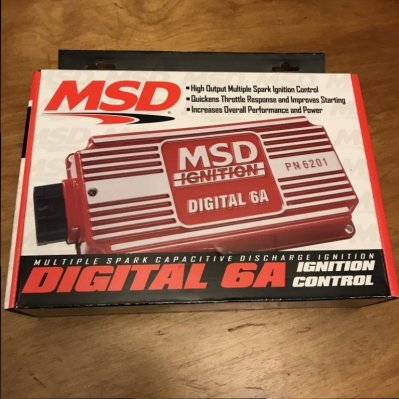 MSD
• High Output Multiple Spark Ignition Control
• Quickens Throttle Response and Improves Starting
• Increases Overall Performance and Power
MSD
IGNITION
DIGITAL 6A
PN 6201
MULTIPLE SPARK CAPACITIVE DISCHARGE IGNITION
DIGITAL 6A IGNITION
CONTROL